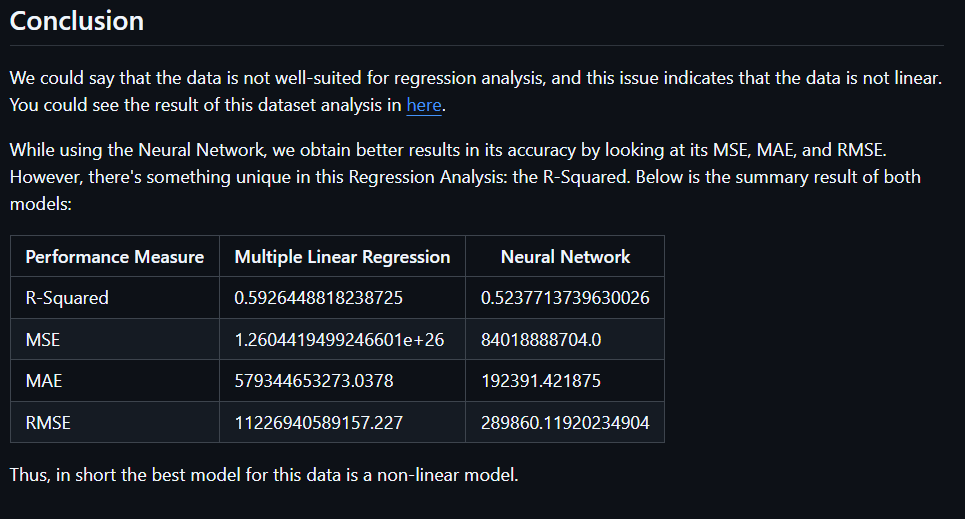 Conclusion
We could say that the data is not well-suited for regression analysis, and this issue indicates that the data is not linear.
You could see the result of this dataset analysis in here.
While using the Neural Network, we obtain better results in its accuracy by looking at its MSE, MAE, and RMSE.
However, there's something unique in this Regression Analysis: the R-Squared. Below is the summary result of both
models:
Performance Measure Multiple Linear Regression Neural Network
R-Squared 0.5926448818238725 0.5237713739630026
MSE 1.2604419499246601e+26 84018888704.0
MAE 579344653273.0378 192391.421875
RMSE 11226940589157.227 289860.11920234904
Thus, in short the best model for this data is a non-linear model.